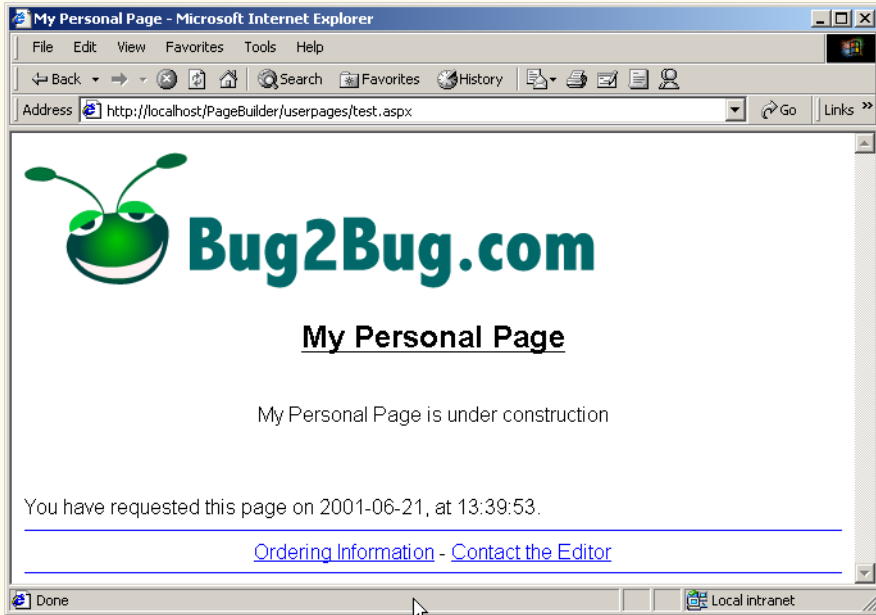 My Personal Page - Microsoft Internet Explorer
File Edit View Favorites Tools Help
Back Search Favorites History
Address http://localhost/PageBuilder/userpages/test.aspx Go Links »
Bug2Bug.com
My Personal Page
My Personal Page is under construction
You have requested this page on 2001-06-21, at 13:39:53.
Ordering Information - Contact the Editor
Done Local intranet